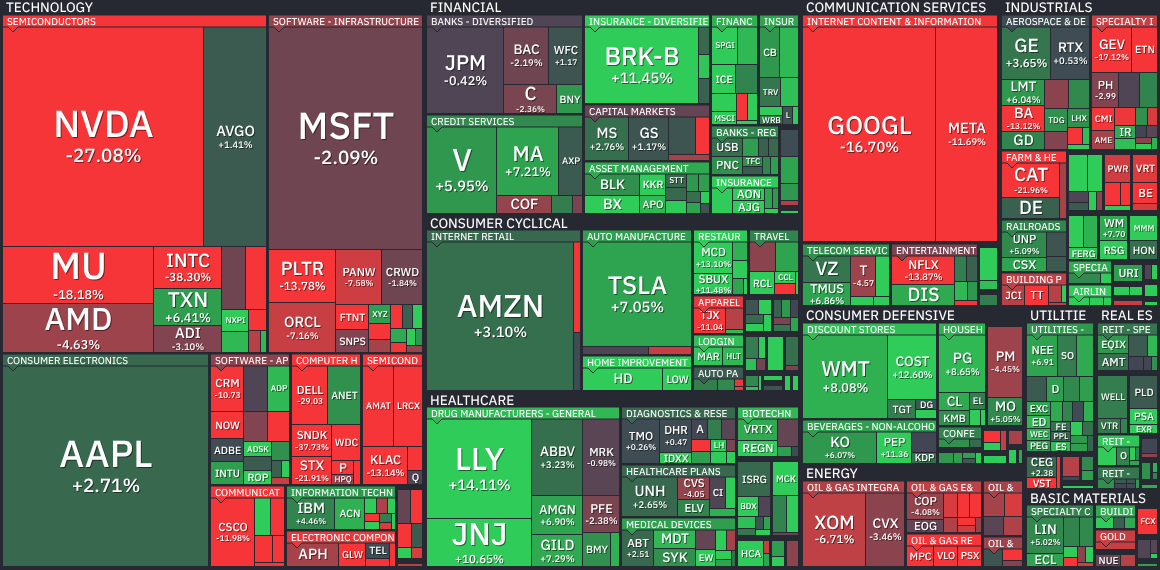 TECHNOLOGY
SEMICONDUCTORS
NVDA
-27.08%
AVGO
+1.41%
MU
-18.18%
AMD
-4.63%
INTC
-38.30%
TXN
+6.41%
ADI
-3.10%
NXPI
SOFTWARE - INFRASTRUCTURE
MSFT
-2.09%
PLTR
-13.78%
PANW
-7.58%
CRWD
-1.84%
ORCL
-7.16%
FTNT
XYZ
SNPS
CONSUMER ELECTRONICS
AAPL
+2.71%
SOFTWARE - AP
CRM
-10.73
ADP
NOW
ADBE
ADSK
INTU
ROP
COMPUTER H
DELL
-29.03
ANET
SNDK
-37.73%
WDC
STX
-21.91%
P
HPQ
SEMICOND
AMAT
LRCX
KLAC
-13.14%
Q
COMMUNICAT
CSCO
-11.98%
INFORMATION TECHN
IBM
+4.46%
ACN
ELECTRONIC COMPON
APH
GLW
TEL
FINANCIAL
BANKS - DIVERSIFIED
JPM
-0.42%
BAC
-2.19%
WFC
+1.17
C
-2.36%
BNY
CREDIT SERVICES
V
+5.95%
MA
+7.21%
AXP
COF
INSURANCE - DIVERSIFIE
BRK-B
+11.45%
CAPITAL MARKETS
MS
+2.76%
GS
+1.17%
ASSET MANAGEMENT
BLK
KKR
STT
BX
APO
FINANC
SPGI
ICE
MSCI
INSUR
CB
TRV
WRB
L
BANKS - REG
USB
PNC
TFC
INSURANCE
AON
AJG
CONSUMER CYCLICAL
INTERNET RETAIL
AMZN
+3.10%
AUTO MANUFACTURE
TSLA
+7.05%
HOME IMPROVEMENT
HD
LOW
RESTAUR
MCD
+13.10%
SBUX
+11.48%
TRAVEL
RCL
CCL
APPAREL
TJX
-11.04
LODGIN
MAR
HLT
AUTO PA
HEALTHCARE
DRUG MANUFACTURERS - GENERAL
LLY
+14.11%
JNJ
+10.65%
ABBV
+3.23%
MRK
-0.98%
AMGN
+6.90%
PFE
-2.38%
GILD
+7.29%
BMY
DIAGNOSTICS & RESE
TMO
+0.26%
DHR
+0.47
A
LH
IDXX
HEALTHCARE PLANS
UNH
+2.65%
CVS
-4.05
CI
ELV
MEDICAL DEVICES
ABT
+2.51
MDT
SYK
EW
BIOTECHN
VRTX
REGN
ISRG
MCK
BDX
HCA
COMMUNICATION SERVICES
INTERNET CONTENT & INFORMATION
GOOGL
-16.70%
META
-11.69%
TELECOM SERVIC
VZ
T
-4.57
TMUS
+6.86%
ENTERTAINMENT
NFLX
-13.87%
DIS
CONSUMER DEFENSIVE
DISCOUNT STORES
WMT
+8.08%
COST
+12.60%
TGT
DG
BEVERAGES - NON-ALCOHO
KO
+6.07%
PEP
+11.36
KDP
HOUSEH
PG
+8.65%
CL
EL
KMB
CONFE
PM
-4.45%
MO
+5.05%
ENERGY
OIL & GAS INTEGRA
XOM
-6.71%
CVX
-3.46%
OIL & GAS E&
COP
-4.08%
EOG
OIL & GAS RE
MPC
VLO
PSX
OIL &
OIL &
INDUSTRIALS
AEROSPACE & DE
GE
+3.65%
RTX
+0.53%
LMT
+6.04%
BA
-13.12%
TDG
LHX
GD
SPECIALTY I
GEV
-17.12%
ETN
PH
-2.99
CMI
IR
AME
FARM & HE
CAT
-21.96%
DE
PWR
VRT
BE
RAILROADS
UNP
+5.09%
CSX
FERG
WM
+7.70
MMM
RSG
HON
BUILDING P
JCI
TT
SPECIA
URI
AIRLIN
UTILITIE
UTILITIES -
NEE
+6.91
SO
D
EXC
ED
FE
WEC
PPL
PEG
ES
CEG
+2.38
VST
REAL ES
REIT - SPE
EQIX
AMT
WELL
PLD
VTR
PSA
EXR
REIT -
O
REIT -
BASIC MATERIALS
SPECIALTY C
LIN
+5.02%
ECL
BUILDI
GOLD
NUE
FCX